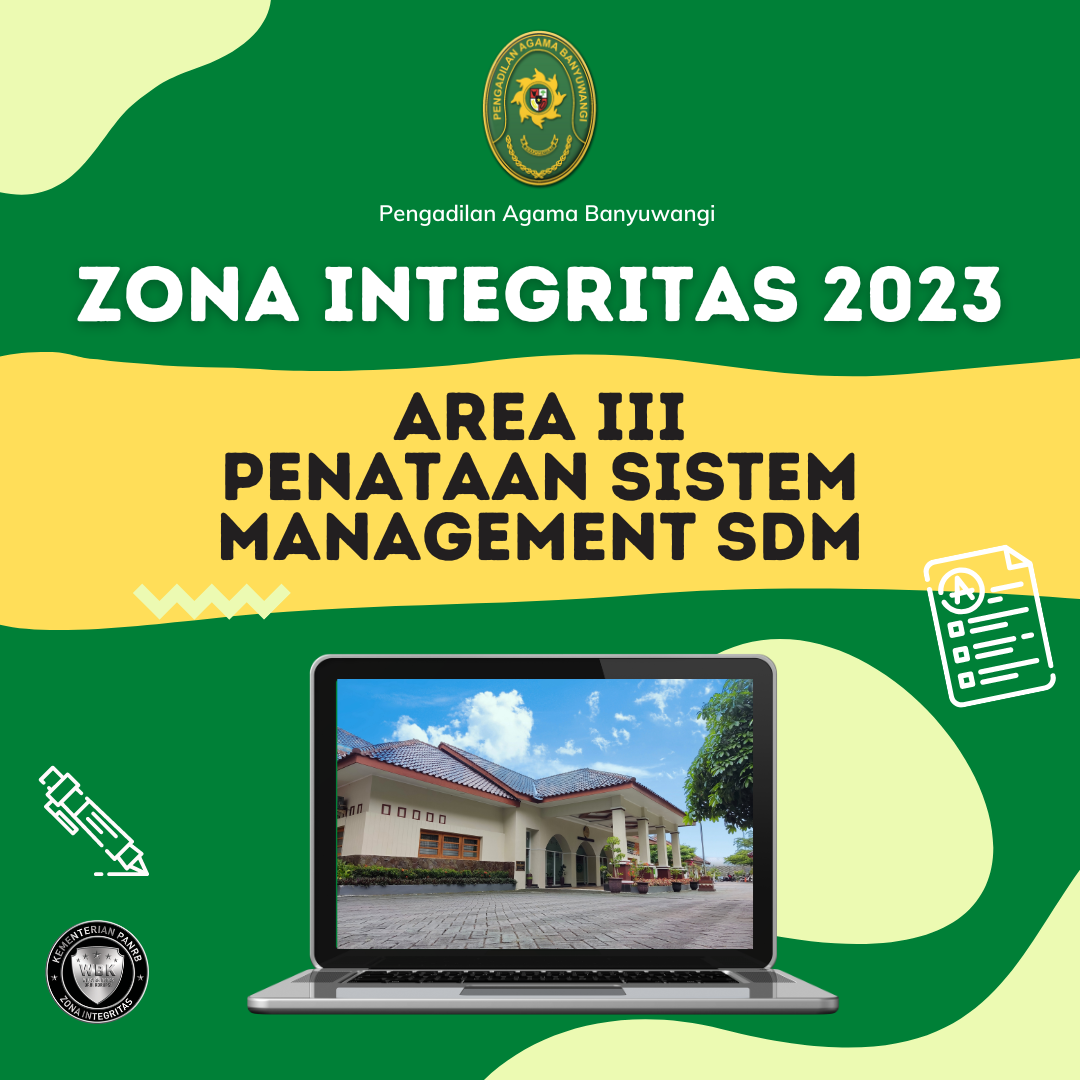 PENGADILAN AGAMA BANYUWANGI
Pengadilan Agama Banyuwangi
ZONA INTEGRITAS 2023
AREA III
PENATAAN SISTEM
MANAGEMENT SDM
A
KEMENTERIAN PANRB
WBK
ZONA INTEGRITAS